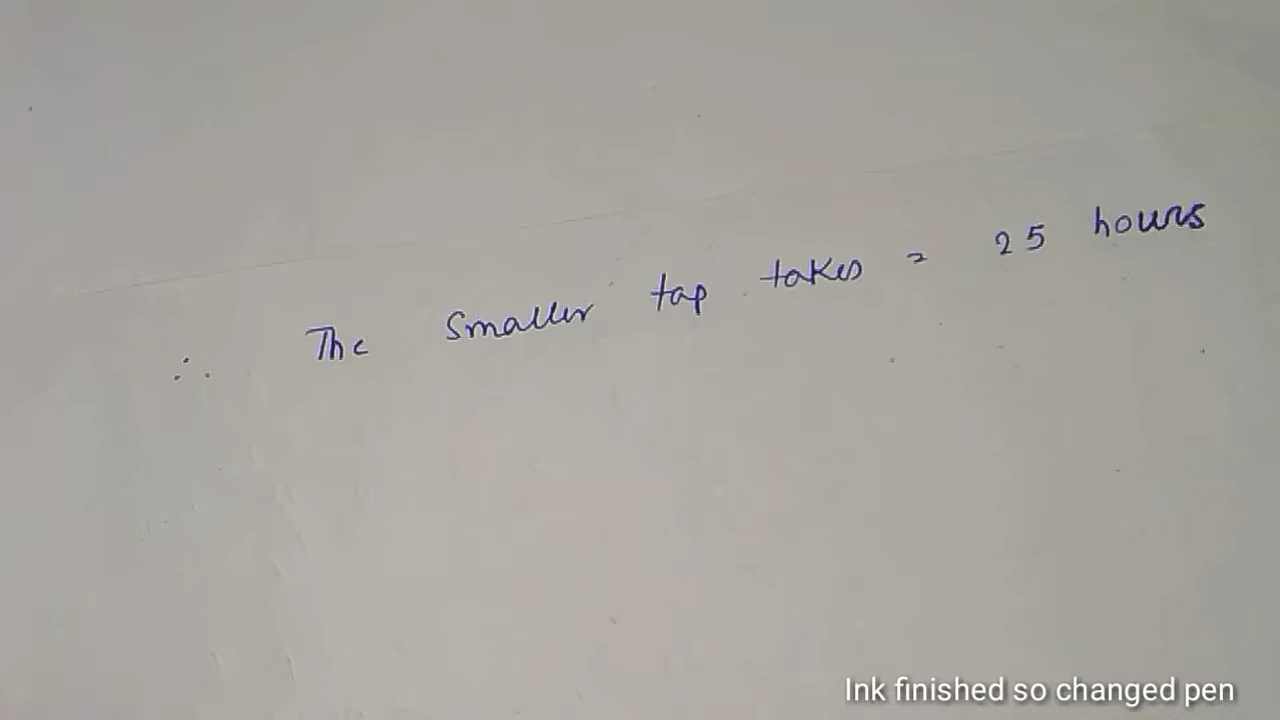 ∴ The smaller tap takes = 25 hours
Ink finished so changed pen